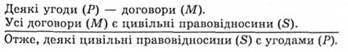 Деякі угоди (Р) — договори (М).
Усі договори (М) є цивільні правовідносини (S).
Отже, деякі цивільні правовідносини (S) є угодами (Р).